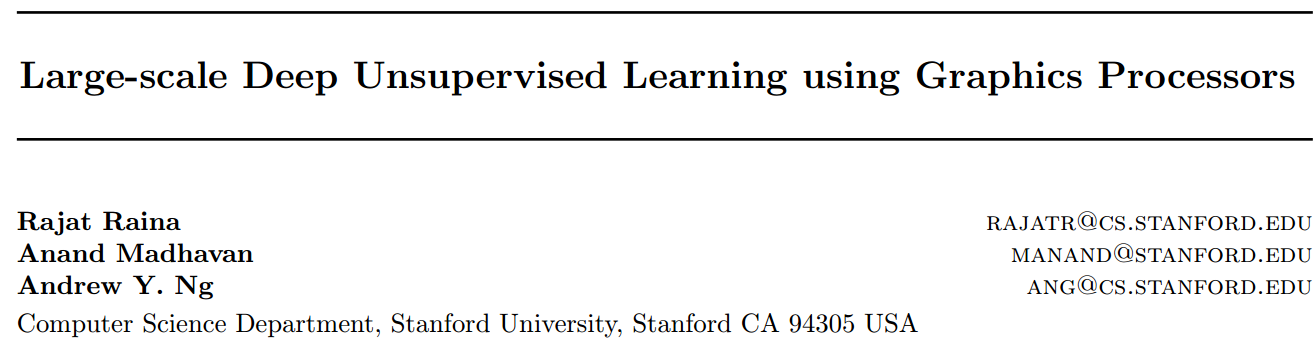 Large-scale Deep Unsupervised Learning using Graphics Processors
Rajat Raina RAJATR@CS.STANFORD.EDU
Anand Madhavan MANAND@STANFORD.EDU
Andrew Y. Ng ANG@CS.STANFORD.EDU
Computer Science Department, Stanford University, Stanford CA 94305 USA